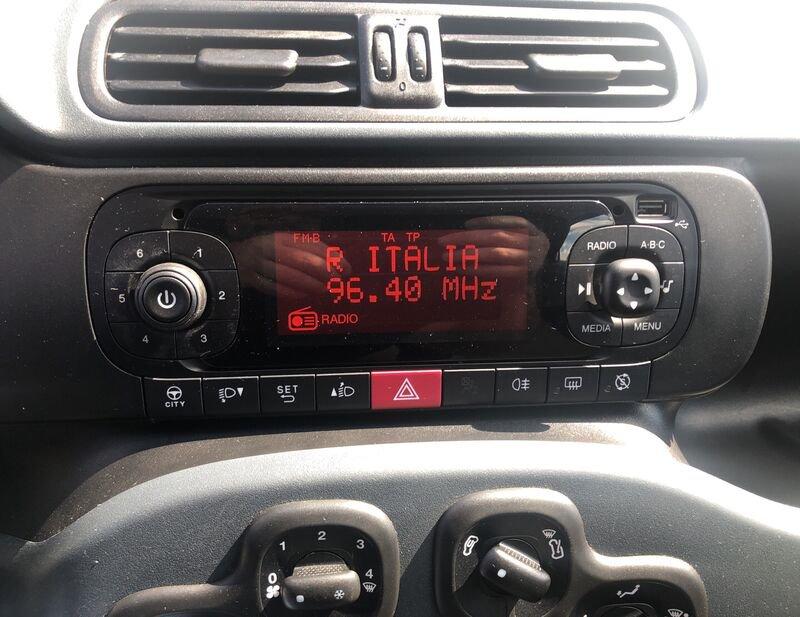 0
FM-B TA TP
R ITALIA
96.40 MHz
RADIO
6 1
5 2
4 3
RADIO A·B·C
MEDIA MENU
CITY
SET
0 1 2 3 4